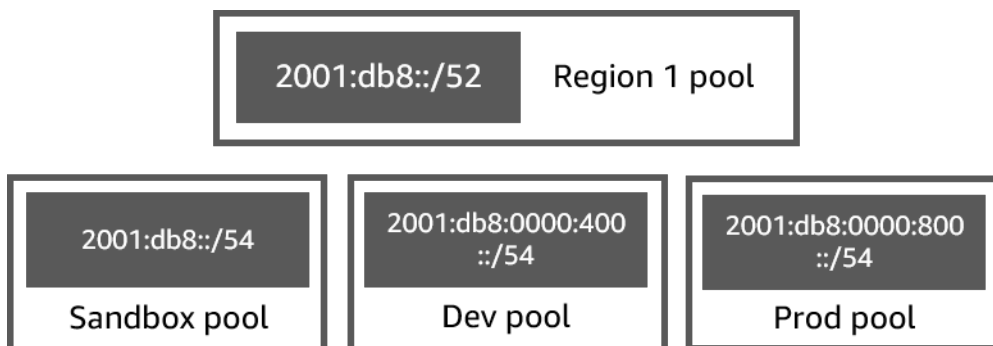 2001:db8::/52
Region 1 pool
2001:db8::/54
Sandbox pool
2001:db8:0000:400
::/54
Dev pool
2001:db8:0000:800
::/54
Prod pool